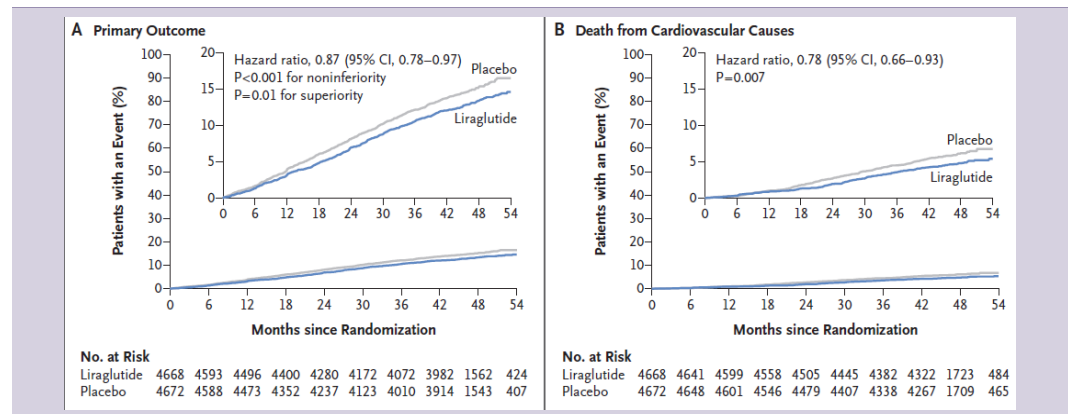 A Primary Outcome
100
90
80
70
60
50
40
30
20
10
0
Patients with an Event (%)
20
15
10
5
0
Hazard ratio, 0.87 (95% CI, 0.78–0.97)
P<0.001 for noninferiority
P=0.01 for superiority
Placebo
Liraglutide
0 6 12 18 24 30 36 42 48 54
0 6 12 18 24 30 36 42 48 54
Months since Randomization
No. at Risk
Liraglutide 4668 4593 4496 4400 4280 4172 4072 3982 1562 424
Placebo 4672 4588 4473 4352 4237 4123 4010 3914 1543 407
B Death from Cardiovascular Causes
100
90
80
70
60
50
40
30
20
10
0
Patients with an Event (%)
20
15
10
5
0
Hazard ratio, 0.78 (95% CI, 0.66–0.93)
P=0.007
Placebo
Liraglutide
0 6 12 18 24 30 36 42 48 54
0 6 12 18 24 30 36 42 48 54
Months since Randomization
No. at Risk
Liraglutide 4668 4641 4599 4558 4505 4445 4382 4322 1723 484
Placebo 4672 4648 4601 4546 4479 4407 4338 4267 1709 465